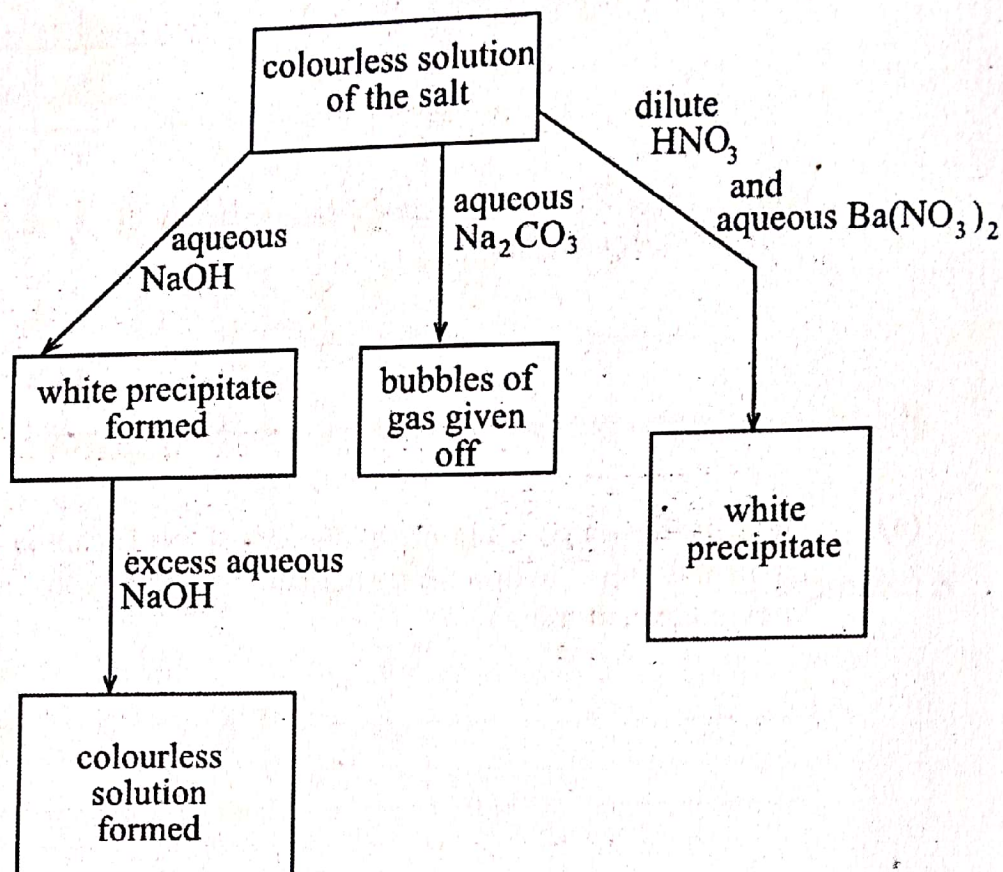 colourless solution
of the salt
dilute
HNO₃
and
aqueous Ba(NO₃)₂
aqueous
Na₂CO₃
aqueous
NaOH
white precipitate
formed
bubbles of
gas given
off
white
precipitate
excess aqueous
NaOH
colourless
solution
formed